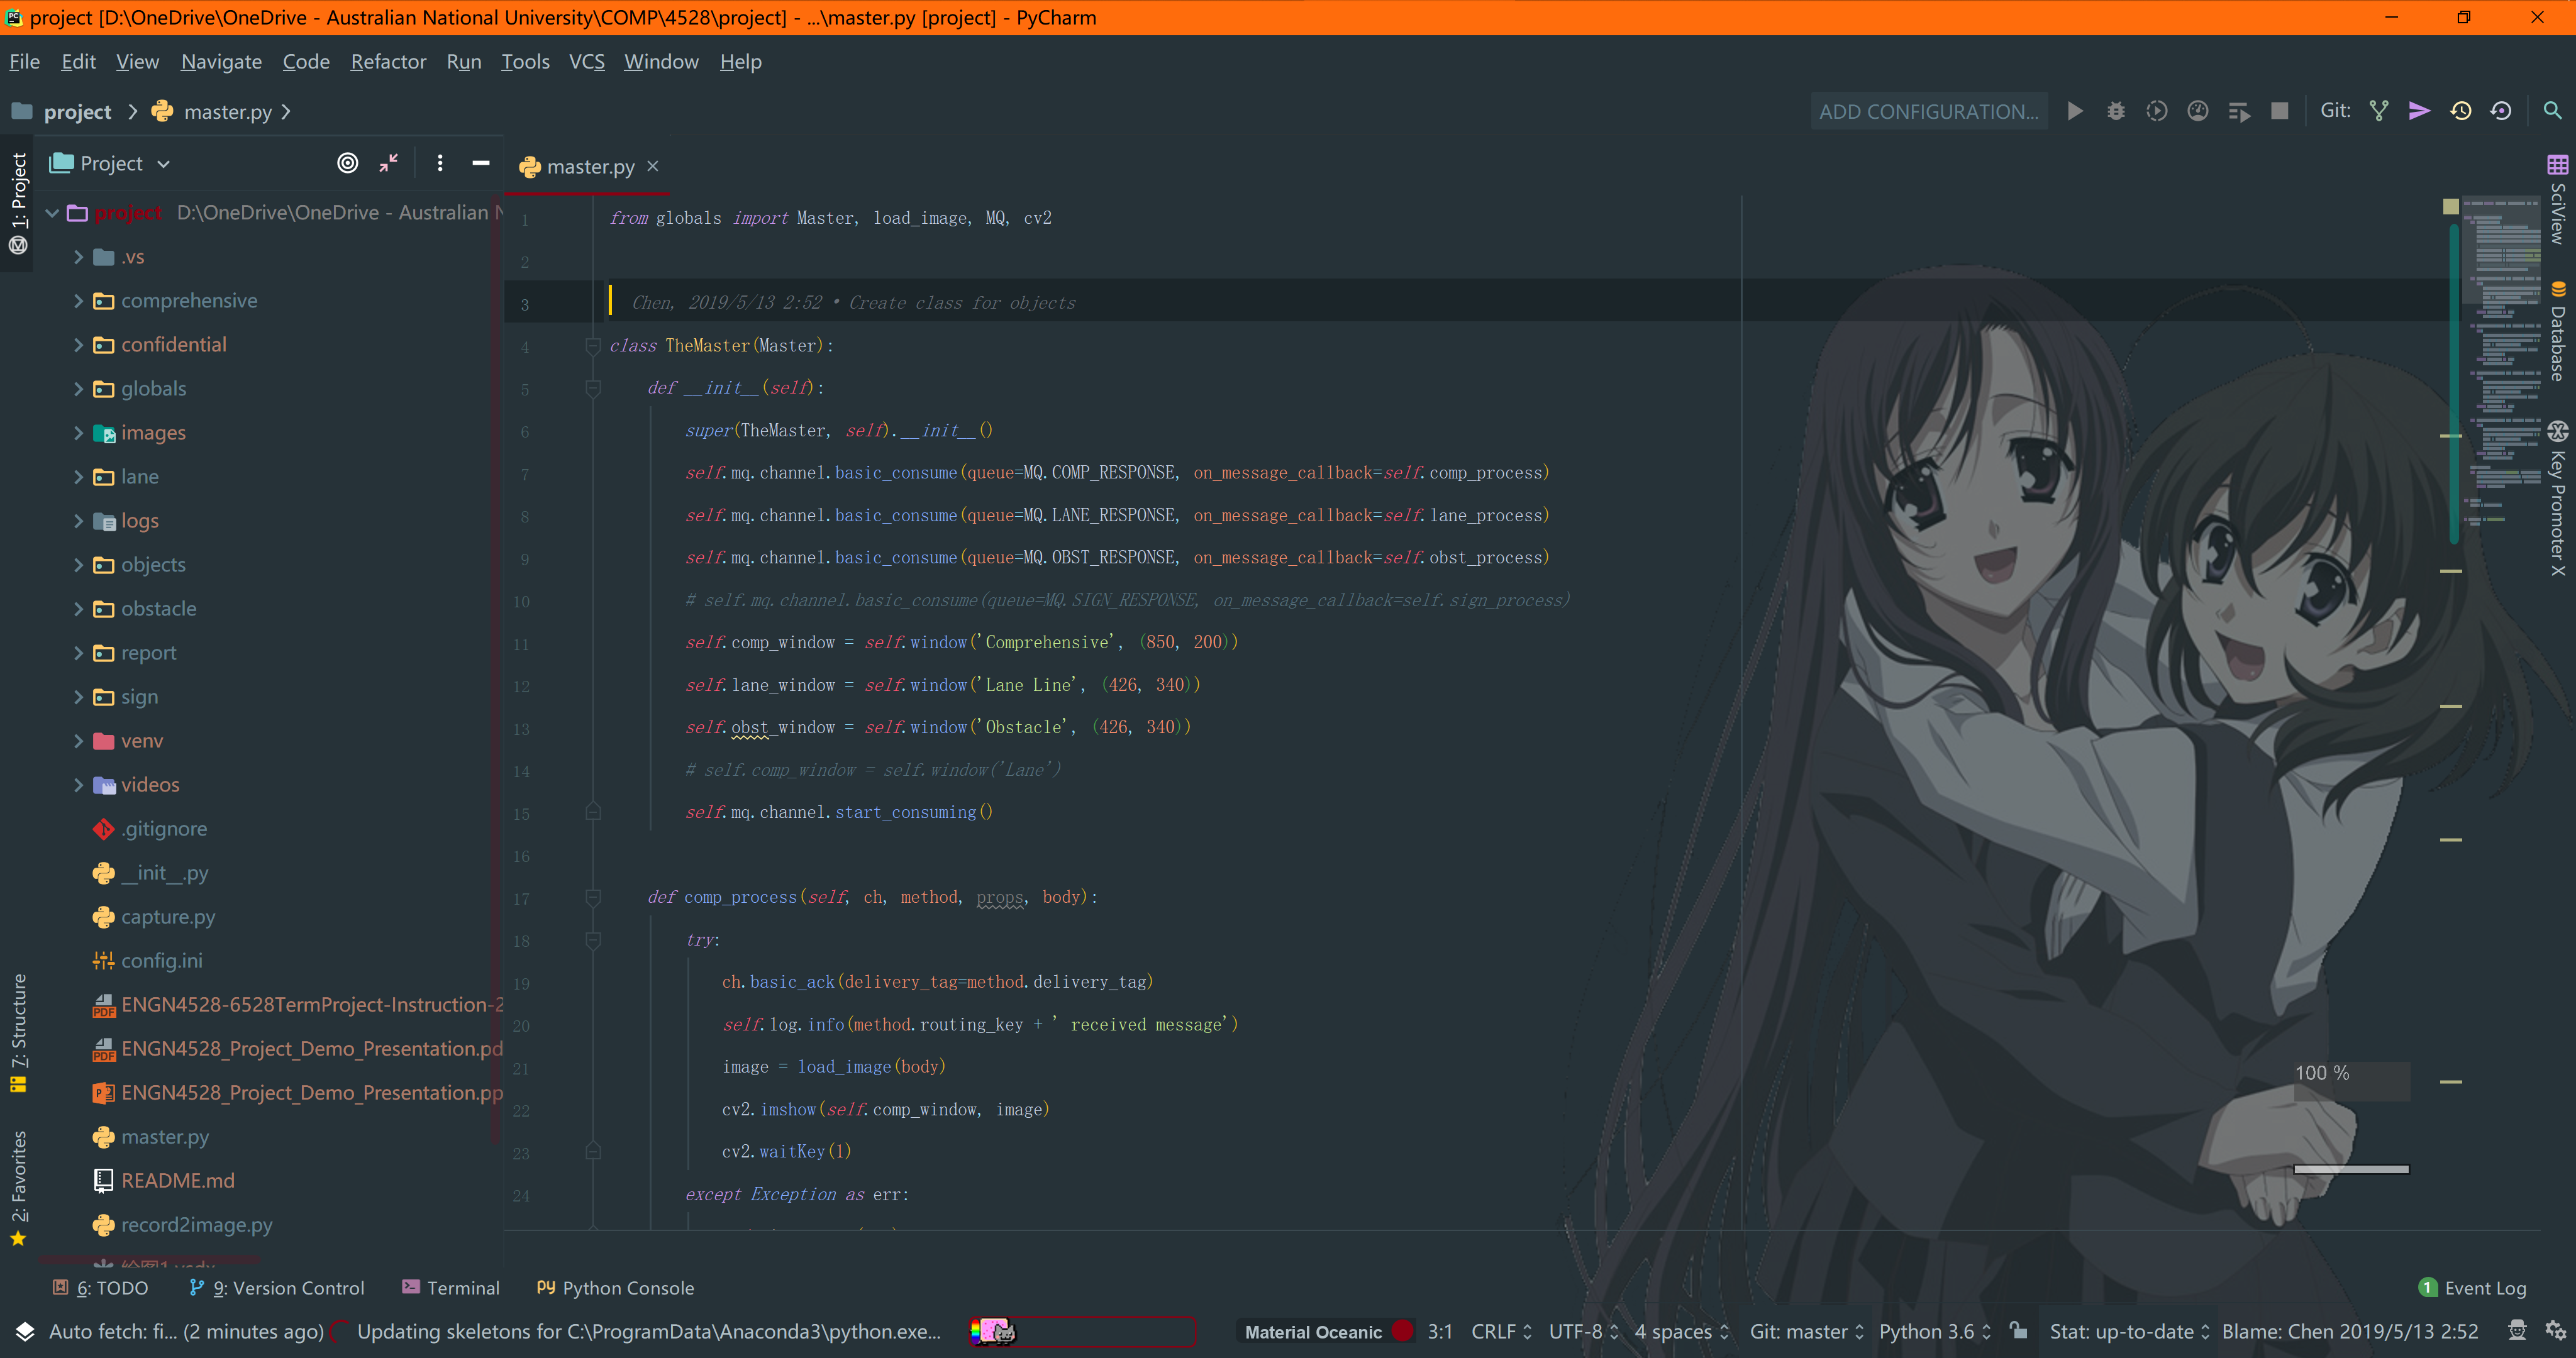 project [D:\OneDrive\OneDrive - Australian National University\COMP\4528\project] - ...\master.py [project] - PyCharm
File Edit View Navigate Code Refactor Run Tools VCS Window Help
project master.py
ADD CONFIGURATION...
Git:
1: Project
Project
master.py
project D:\OneDrive\OneDrive - Australian N
.vs
comprehensive
confidential
globals
images
lane
logs
objects
obstacle
report
sign
venv
videos
.gitignore
__init__.py
capture.py
config.ini
ENGN4528-6528TermProject-Instruction-2
ENGN4528_Project_Demo_Presentation.pd
ENGN4528_Project_Demo_Presentation.pp
master.py
README.md
record2image.py
7: Structure
2: Favorites
1 from globals import Master, load_image, MQ, cv2
2
3 Chen, 2019/5/13 2:52 • Create class for objects
4 class TheMaster(Master):
5 def __init__(self):
6 super(TheMaster, self).__init__()
7 self.mq.channel.basic_consume(queue=MQ.COMP_RESPONSE, on_message_callback=self.comp_process)
8 self.mq.channel.basic_consume(queue=MQ.LANE_RESPONSE, on_message_callback=self.lane_process)
9 self.mq.channel.basic_consume(queue=MQ.OBST_RESPONSE, on_message_callback=self.obst_process)
10 # self.mq.channel.basic_consume(queue=MQ.SIGN_RESPONSE, on_message_callback=self.sign_process)
11 self.comp_window = self.window('Comprehensive', (850, 200))
12 self.lane_window = self.window('Lane Line', (426, 340))
13 self.obst_window = self.window('Obstacle', (426, 340))
14 # self.comp_window = self.window('Lane')
15 self.mq.channel.start_consuming()
16
17 def comp_process(self, ch, method, props, body):
18 try:
19 ch.basic_ack(delivery_tag=method.delivery_tag)
20 self.log.info(method.routing_key + ' received message')
21 image = load_image(body)
22 cv2.imshow(self.comp_window, image)
23 cv2.waitKey(1)
24 except Exception as err:
SciView
Database
Key Promoter X
100 %
6: TODO 9: Version Control Terminal Python Console
1 Event Log
Auto fetch: fi... (2 minutes ago) Updating skeletons for C:\ProgramData\Anaconda3\python.exe...
Material Oceanic 3:1 CRLF UTF-8 4 spaces Git: master Python 3.6 Stat: up-to-date Blame: Chen 2019/5/13 2:52